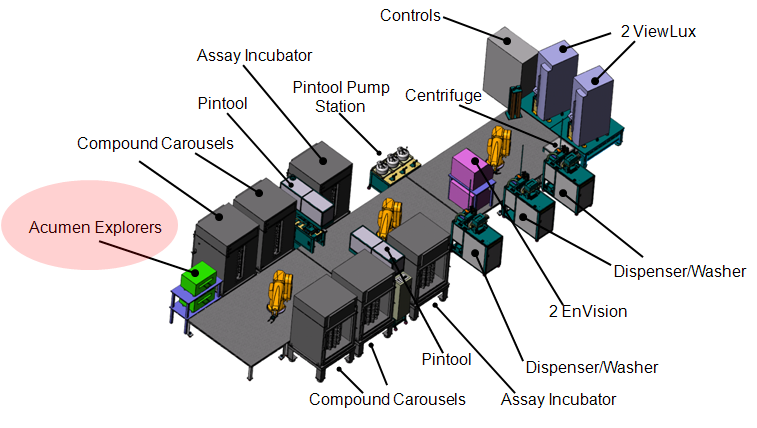 Controls
2 ViewLux
Assay Incubator
Pintool Pump
Station
Centrifuge
Pintool
Compound Carousels
Acumen Explorers
Dispenser/Washer
2 EnVision
Pintool
Dispenser/Washer
Compound Carousels
Assay Incubator